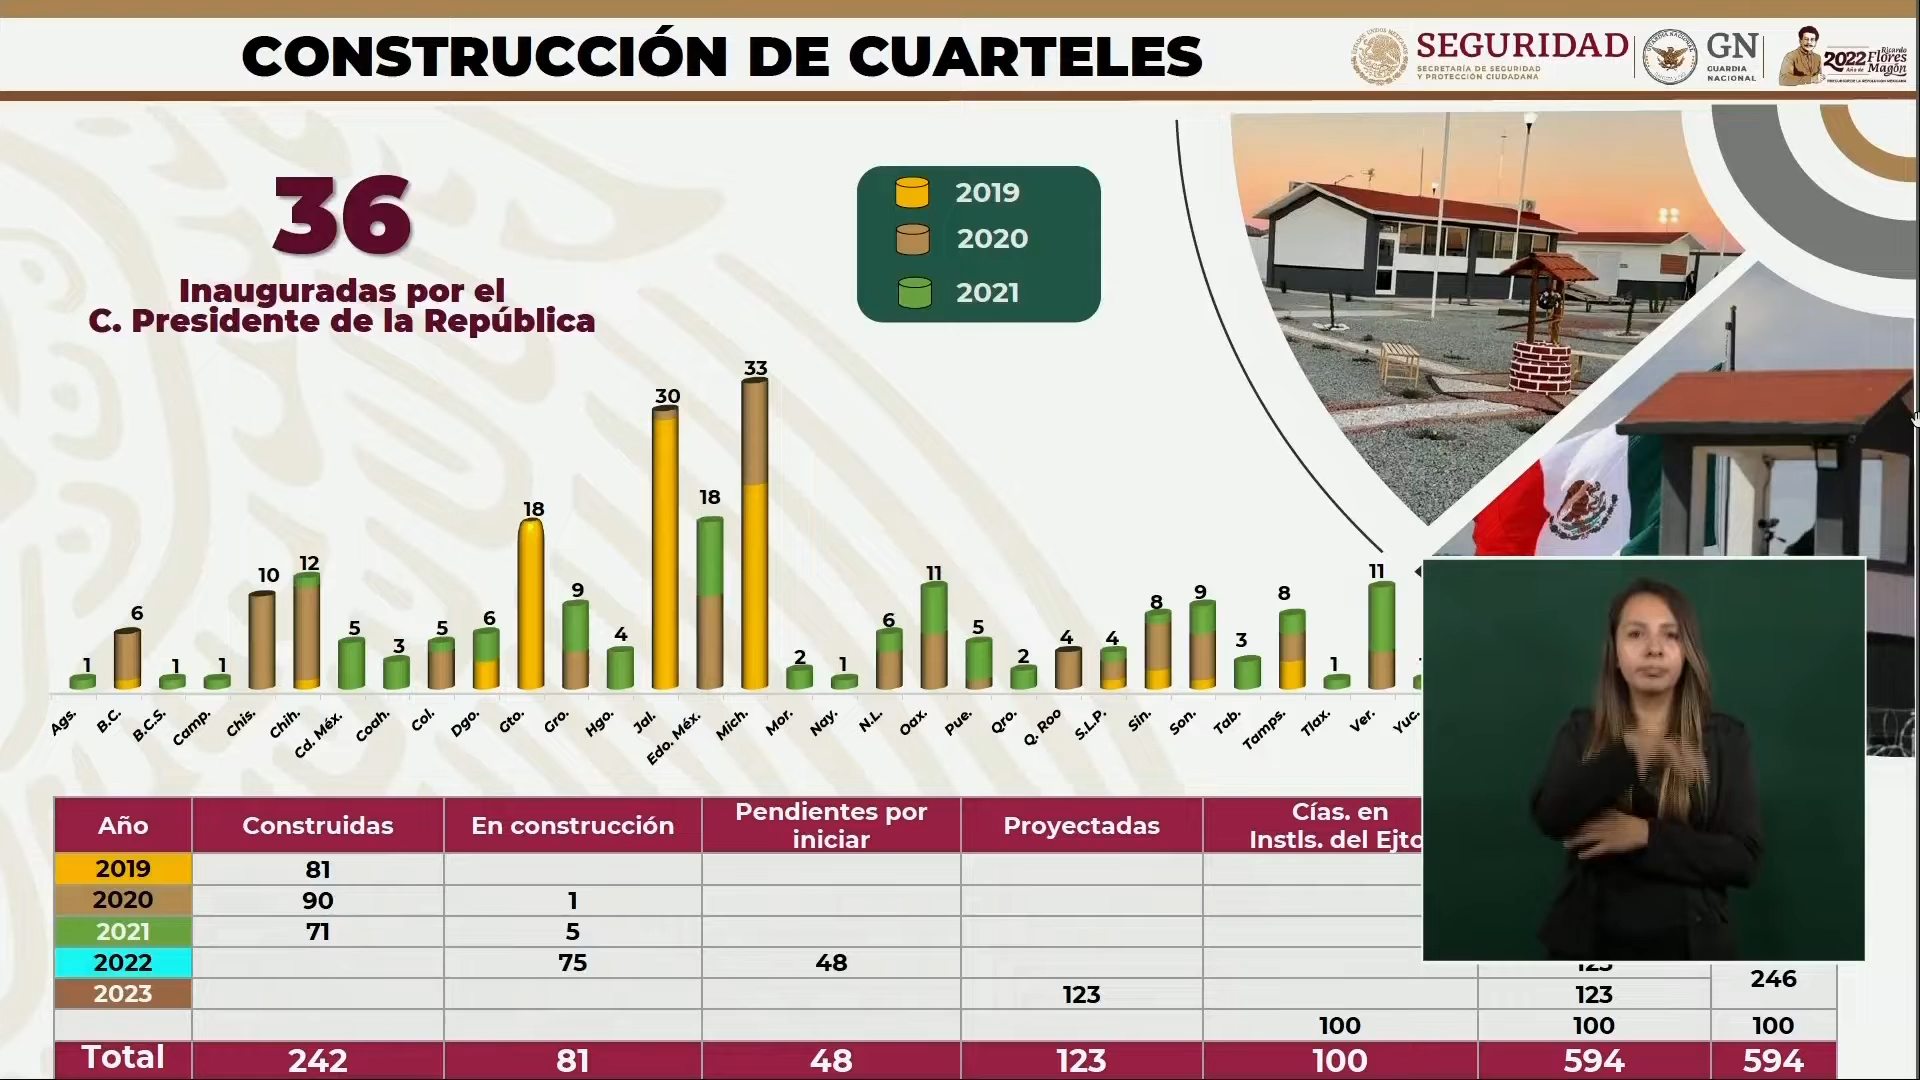 CONSTRUCCIÓN DE CUARTELES
SEGURIDAD
SECRETARÍA DE SEGURIDAD
Y PROTECCIÓN CIUDADANA
GN
GUARDIA
NACIONAL
2022 Ricardo
Flores
Año de Magón
36
Inauguradas por el
C. Presidente de la República
2019
2020
2021
1
6
1
1
10
12
5
3
5
6
18
9
4
30
18
33
2
1
6
11
5
2
4
4
8
9
3
8
1
11
Ags.
B.C.
B.C.S.
Camp.
Chis.
Chih.
Cd. Méx.
Coah.
Col.
Dgo.
Gto.
Gro.
Hgo.
Jal.
Edo. Méx.
Mich.
Mor.
Nay.
N.L.
Oax.
Pue.
Qro.
Q. Roo
S.L.P.
Sin.
Son.
Tab.
Tamps.
Tlax.
Ver.
Yuc.
Año Construidas En construcción Pendientes por iniciar Proyectadas Cías. en Instls. del Ejto
2019 81
2020 90 1
2021 71 5
2022 75 48
246
2023 123 123
100 100 100
Total 242 81 48 123 100 594 594